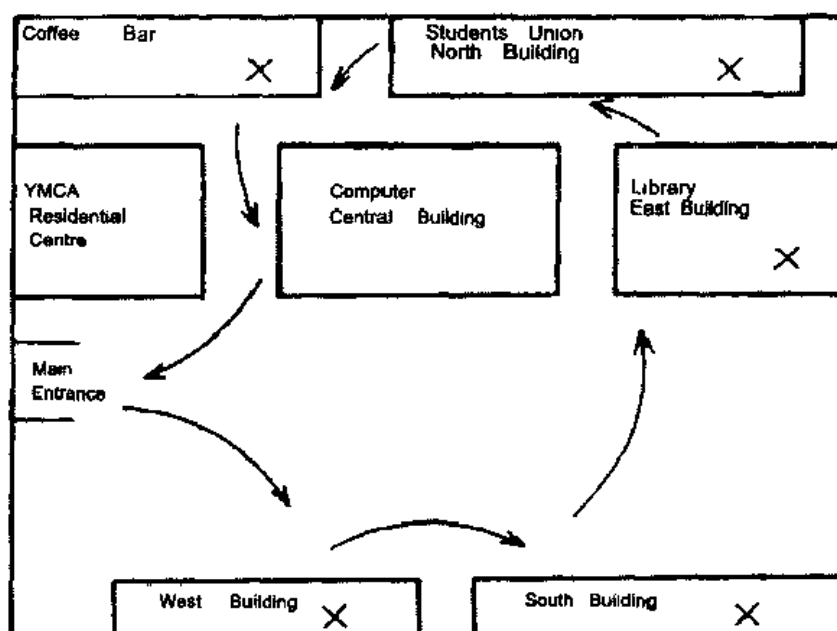 Coffee Bar
Students Union
North Building
YMCA
Residential
Centre
Computer
Central Building
Library
East Building
Main
Entrance
West Building
South Building